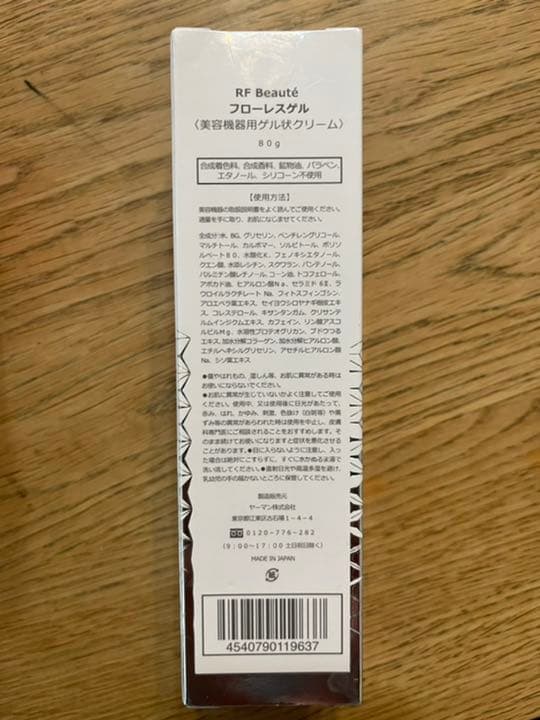 RF Beauté
フローレスゲル
〈美容機器用ゲル状クリーム〉
80g
合成着色料、合成香料、鉱物油、パラベン、
エタノール、シリコーン不使用
【使用方法】
美容機器の取扱説明書をよく読んでご使用ください。
適量を手に取り、お肌になじませてください。
全成分:水、BG、グリセリン、ペンチレングリコール、
マルチトール、カルボマー、ソルビトール、ポリソ
ルベート80、水酸化K、フェノキシエタノール、
クエン酸、水添レシチン、スクワラン、パンテノール、
パルミチン酸レチノール、コーン油、トコフェロール、
アボカド油、ヒアルロン酸Na、セラミド6Ⅱ、ラ
ウロイルラクチレートNa、フィトスフィンゴシン、
アロエベラ葉エキス、セイヨウシロヤナギ樹皮エキ
ス、コレステロール、キサンタンガム、クリサンテ
ルムインジクムエキス、カフェイン、リン酸アスコ
ルビルMg、水溶性プロテオグリカン、ブドウつる
エキス、加水分解コラーゲン、加水分解ヒアルロン酸、
エチルヘキシルグリセリン、アセチルヒアルロン酸
Na、シソ葉エキス
●傷やはれもの、湿しん等、お肌に異常がある時は
お使いにならないでください。
●お肌に異常が生じていないかよく注意してご使用
ください。使用中、又は使用後に日光があたって、
赤み、はれ、かゆみ、刺激、色抜け(白斑等)や黒
ずみ等の異常があらわれた時は使用を中止し、皮膚
科専門医にご相談されることをおすすめします。そ
のまま続けてお使いになりますと症状を悪化させる
ことがあります。●目に入らないように注意し、入っ
た場合は絶対にこすらずに、すぐに水かぬるま湯で
洗い流してください。●直射日光や高温多湿を避け、
乳幼児の手の届かないところに保管してください。
製造販売元
ヤーマン株式会社
東京都江東区古石場1-4-4
0120-776-282
(9:00~17:00 土日祝日除く)
MADE IN JAPAN
紙
4540790119637